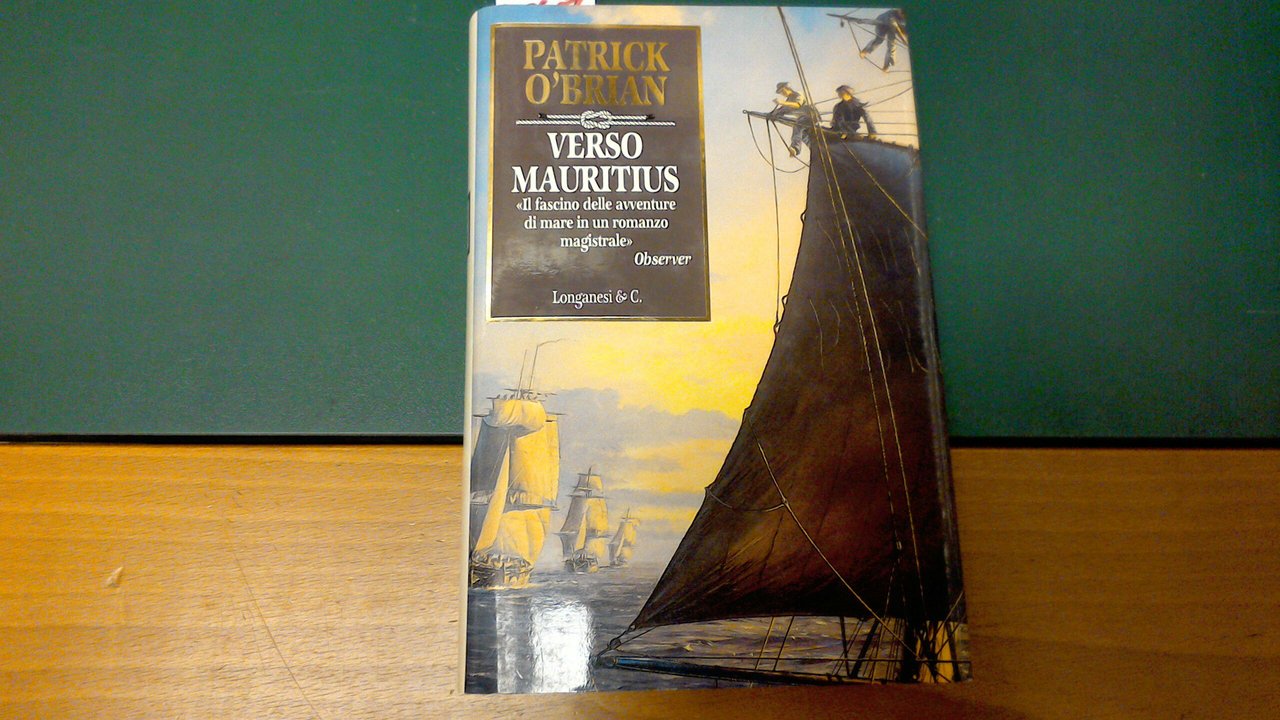 PATRICK
O'BRIAN
VERSO
MAURITIUS
«Il fascino delle avventure
di mare in un romanzo
magistrale»
Observer
Longanesi & C.